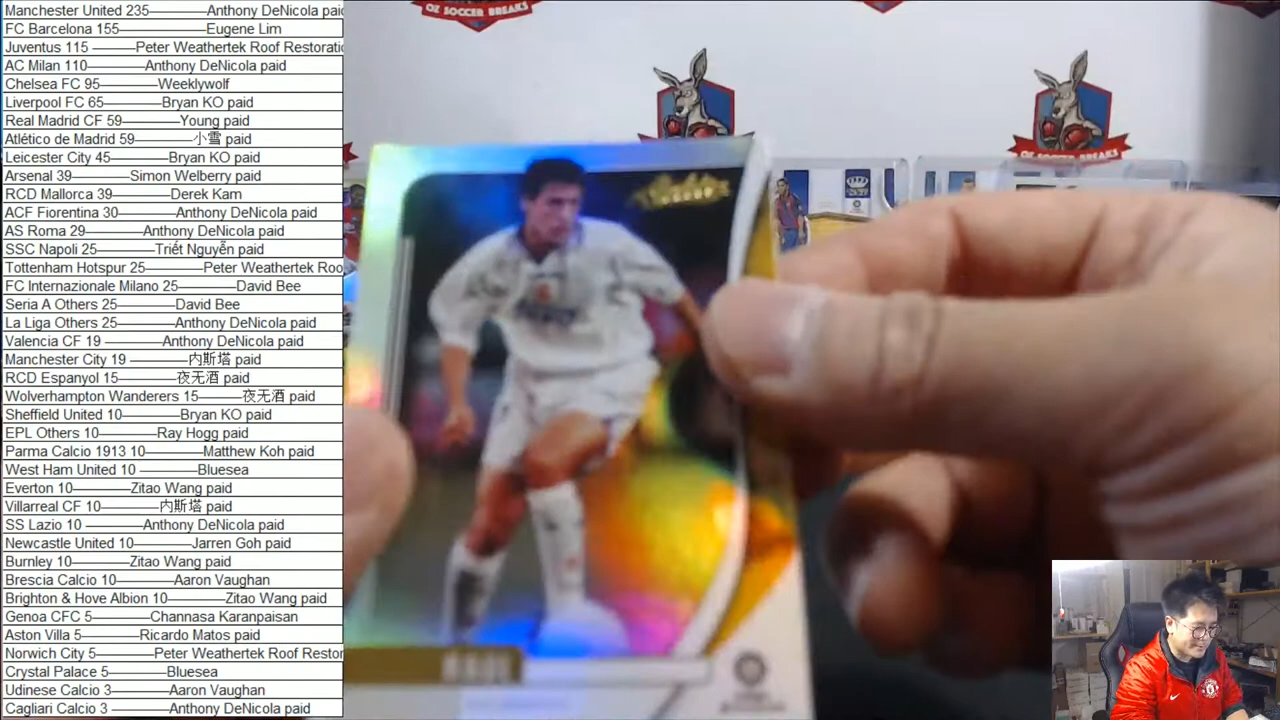 Manchester United 235———Anthony DeNicola paid
FC Barcelona 155————Eugene Lim
Juventus 115 ———Peter Weathertek Roof Restoratio
AC Milan 110———Anthony DeNicola paid
Chelsea FC 95———Weeklywolf
Liverpool FC 65———Bryan KO paid
Real Madrid CF 59————Young paid
Atlético de Madrid 59———小雪 paid
Leicester City 45———Bryan KO paid
Arsenal 39———Simon Welberry paid
RCD Mallorca 39————Derek Kam
ACF Fiorentina 30———Anthony DeNicola paid
AS Roma 29———Anthony DeNicola paid
SSC Napoli 25————Triét Nguyễn paid
Tottenham Hotspur 25————Peter Weathertek Roo
FC Internazionale Milano 25————David Bee
Seria A Others 25———David Bee
La Liga Others 25———Anthony DeNicola paid
Valencia CF 19 ———Anthony DeNicola paid
Manchester City 19 ———内斯塔 paid
RCD Espanyol 15———夜无酒 paid
Wolverhampton Wanderers 15———夜无酒 paid
Sheffield United 10———Bryan KO paid
EPL Others 10———Ray Hogg paid
Parma Calcio 1913 10———Matthew Koh paid
West Ham United 10 ————Bluesea
Everton 10———Zitao Wang paid
Villarreal CF 10———内斯塔 paid
SS Lazio 10 ————Anthony DeNicola paid
Newcastle United 10———Jarren Goh paid
Burnley 10———Zitao Wang paid
Brescia Calcio 10———Aaron Vaughan
Brighton & Hove Albion 10———Zitao Wang paid
Genoa CFC 5———Channasa Karanpaisan
Aston Villa 5———Ricardo Matos paid
Norwich City 5————Peter Weathertek Roof Restor
Crystal Palace 5———Bluesea
Udinese Calcio 3 ———Aaron Vaughan
Cagliari Calcio 3 ———Anthony DeNicola paid
OZ SOCCER BREAKS
OZ SOCCER BREAKS
OZ SOCCER BREAKS